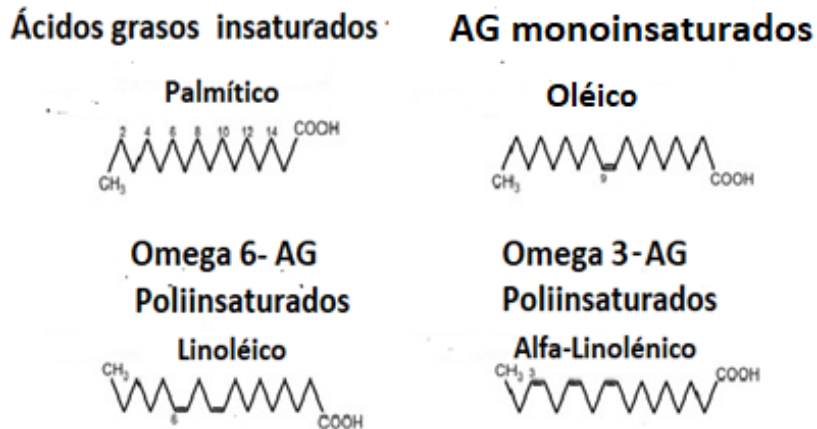 Ácidos grasos insaturados
AG monoinsaturados
Palmítico
2 4 6 8 10 12 14 COOH
CH3
Oléico
9
CH3
COOH
Omega 6- AG
Poliinsaturados
Linoléico
CH3
6
COOH
Omega 3-AG
Poliinsaturados
Alfa-Linolénico
CH3 3
COOH